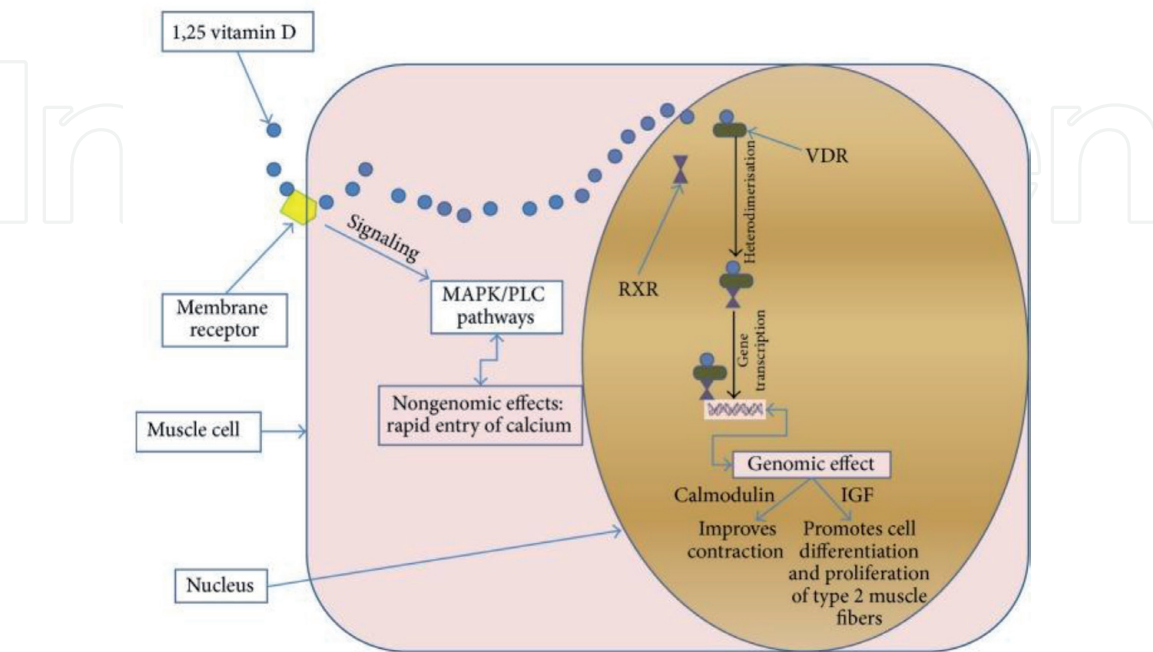 1,25 vitamin D
VDR
Heterodimerisation
Signaling
RXR
MAPK/PLC
pathways
Membrane
receptor
Gene
transcription
Nongenomic effects:
rapid entry of calcium
Muscle cell
Genomic effect
Calmodulin
IGF
Improves
contraction
Promotes cell
differentiation
and proliferation
of type 2 muscle
fibers
Nucleus